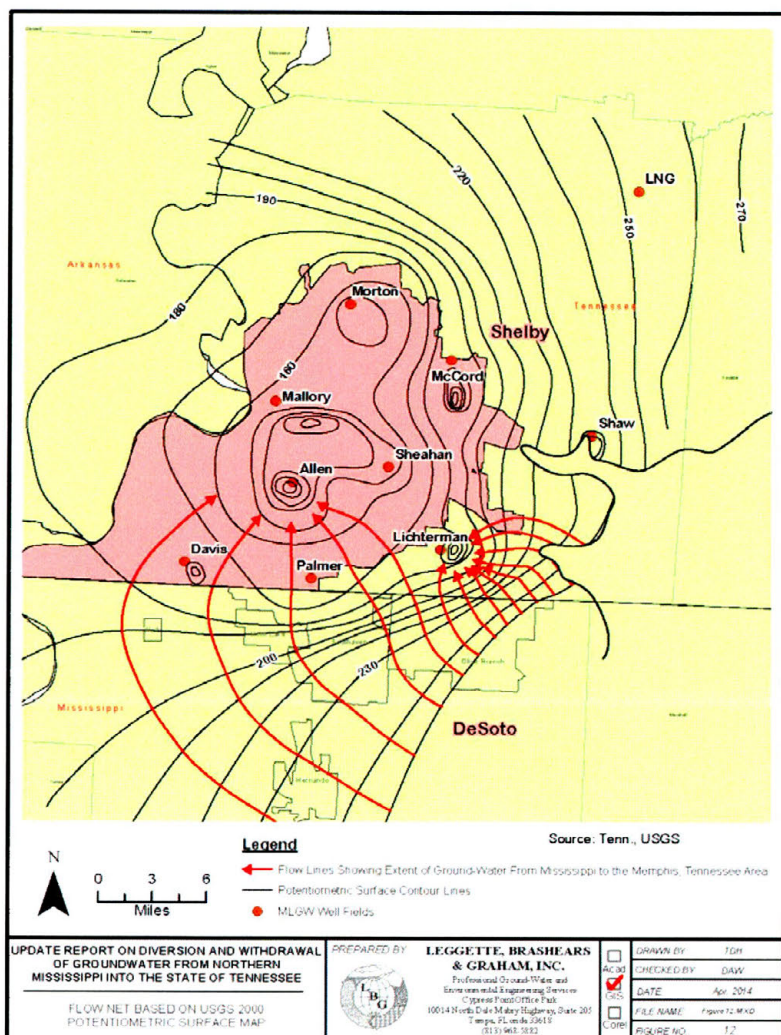 220
LNG
190
250
270
Arkansas
Tennessee
Morton
180
Shelby
160
McCord
Mallory
Shaw
Sheahan
Allen
Lichterman
Davis
Palmer
200
230
Mississippi
DeSoto
Hernando
Legend
Source: Tenn., USGS
N
Flow Lines Showing Extent of Ground-Water From Mississippi to the Memphis, Tennessee Area
0 3 6
Miles
Potentiometric Surface Contour Lines
MLGW Well Fields
UPDATE REPORT ON DIVERSION AND WITHDRAWAL
OF GROUNDWATER FROM NORTHERN
MISSISSIPPI INTO THE STATE OF TENNESSEE
FLOW NET BASED ON USGS 2000
POTENTIOMETRIC SURFACE MAP
PREPARED BY
LBG
LEGGETTE, BRASHEARS
& GRAHAM, INC.
Professional Ground-Water and
Environmental Engineering Services
Cypress Point Office Park
10014 North Dale Mabry Highway, Suite 205
Tampa, Florida 33618
(813) 968-5882
Acad
GIS
Core
DRAWN BY TDH
CHECKED BY DAW
DATE Apr. 2014
FILE NAME Figure 12.MXD
FIGURE NO. 12